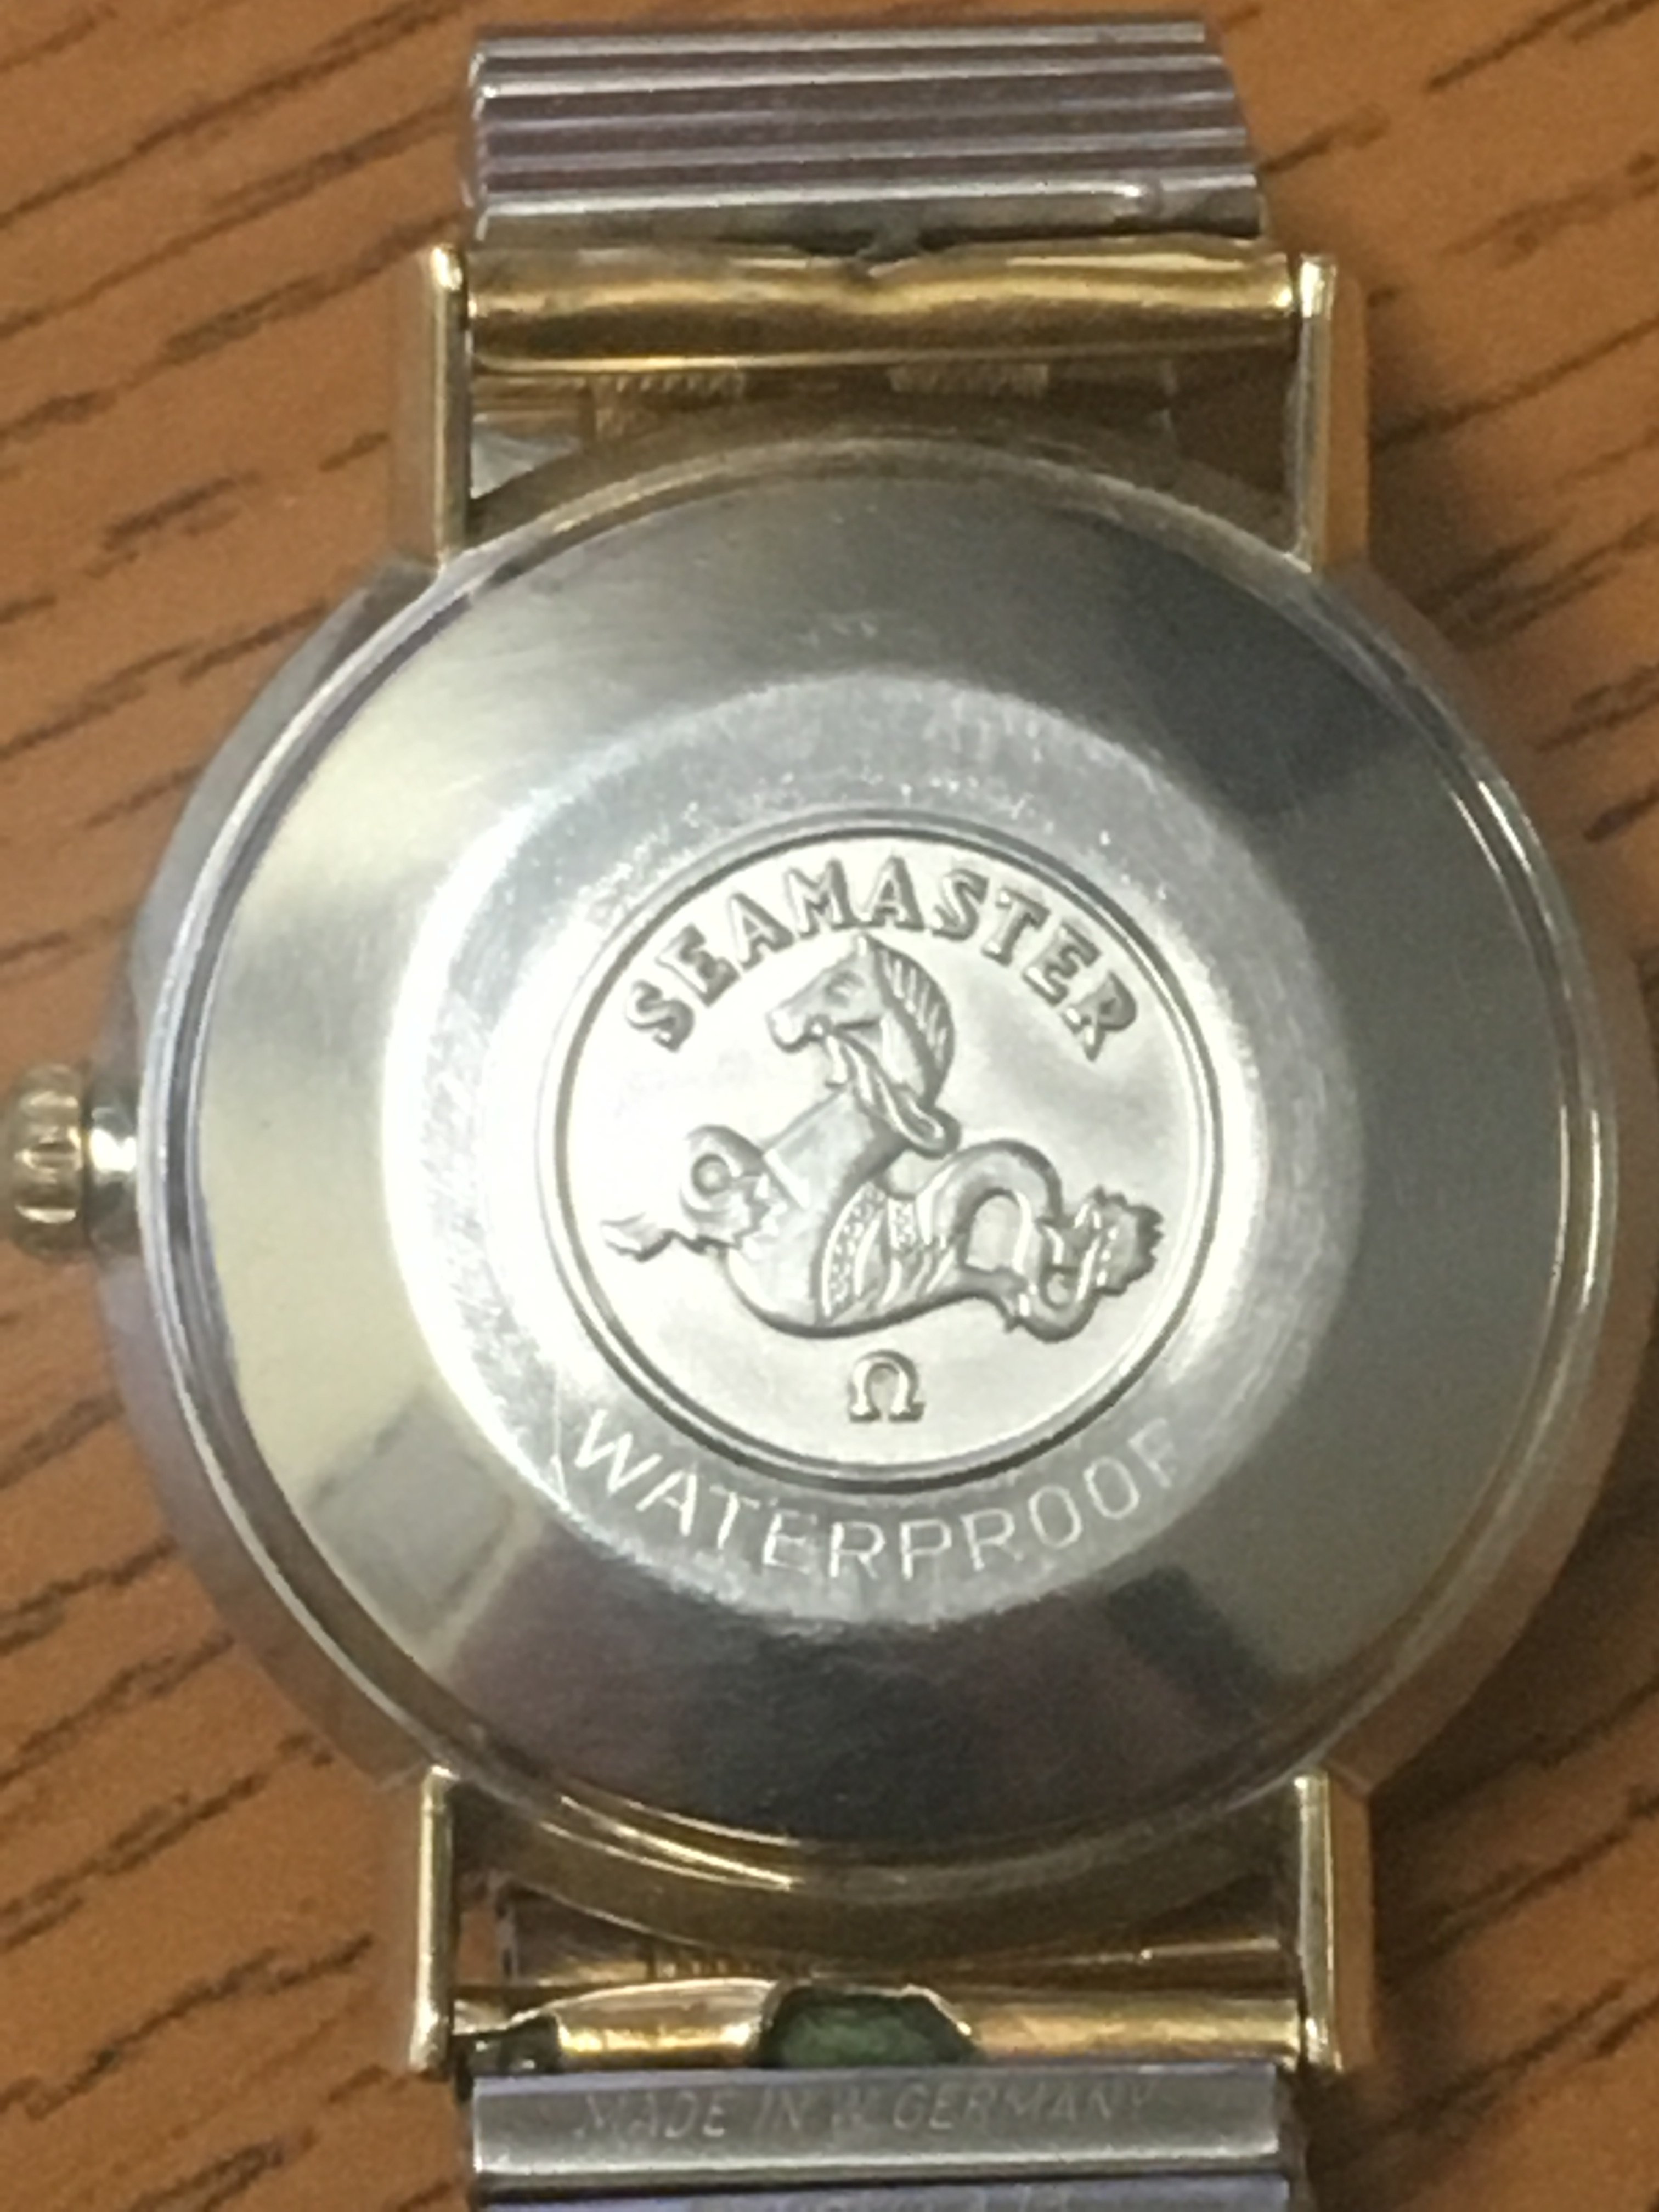 SEAMASTER
Ω
WATERPROOF
MADE IN W. GERMANY